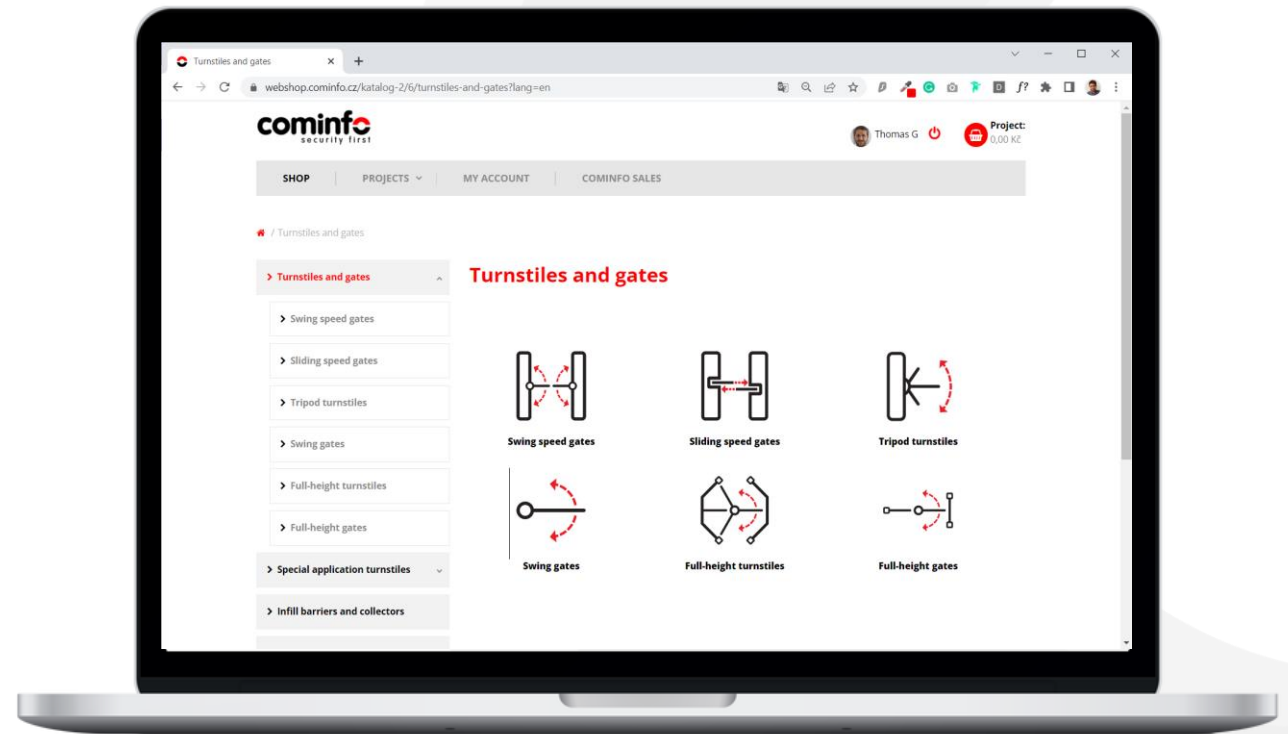 Turnstiles and gates
webshop.cominfo.cz/katalog-2/6/turnstiles-and-gates?lang=en
cominfo
security first
Thomas G
Project:
0,00 Kč
SHOP
PROJECTS
MY ACCOUNT
COMINFO SALES
/ Turnstiles and gates
Turnstiles and gates
Swing speed gates
Sliding speed gates
Tripod turnstiles
Swing gates
Full-height turnstiles
Full-height gates
Special application turnstiles
Infill barriers and collectors
Turnstiles and gates
Swing speed gates
Sliding speed gates
Tripod turnstiles
Swing gates
Full-height turnstiles
Full-height gates